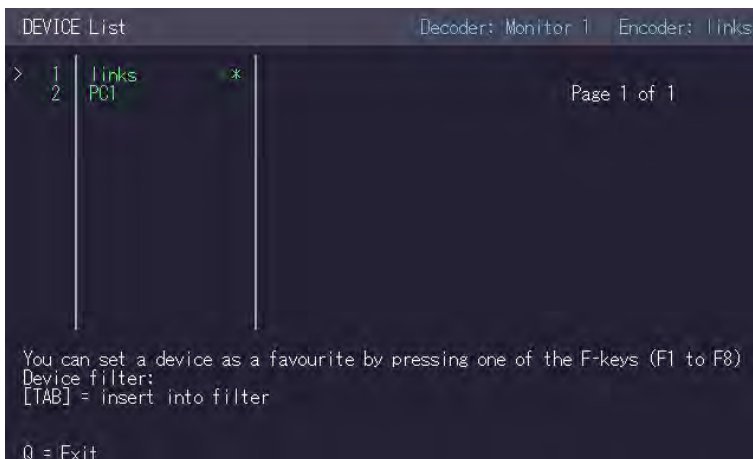 DEVICE List Decoder: Monitor 1 Encoder: links
> 1 links *
2 PC1 Page 1 of 1
You can set a device as a favourite by pressing one of the F-keys (F1 to F8)
Device filter:
[TAB] = insert into filter
Q = Exit